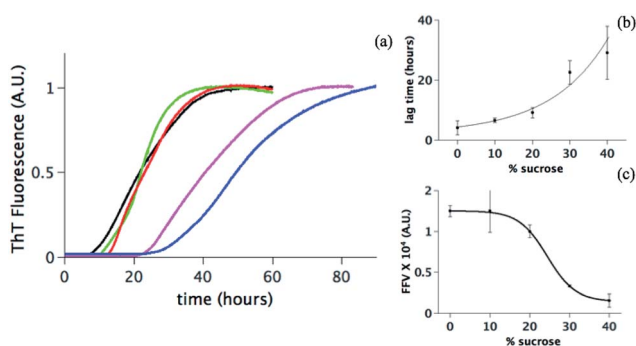 (a)
ThT Fluorescence (A.U.)
1
0.5
0
0 20 40 60 80
time (hours)
(b)
lag time (hours)
40
20
0
0 10 20 30 40
% sucrose
(c)
FFV X 10⁴ (A.U.)
2
1
0.5
0
0 10 20 30 40
% sucrose